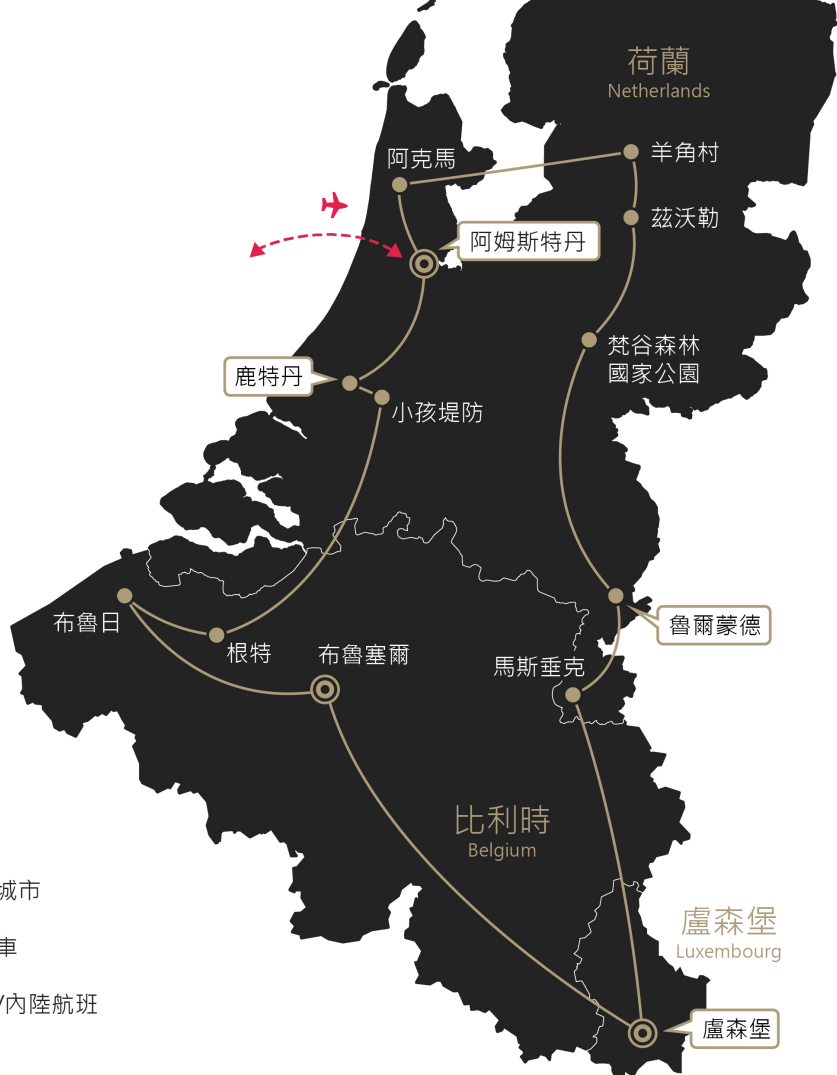 荷蘭
Netherlands
阿克馬
羊角村
茲沃勒
阿姆斯特丹
梵谷森林
國家公園
鹿特丹
小孩堤防
布魯日
根特
布魯塞爾
魯爾蒙德
馬斯垂克
比利時
Belgium
城市
盧森堡
Luxembourg
車
/內陸航班
盧森堡